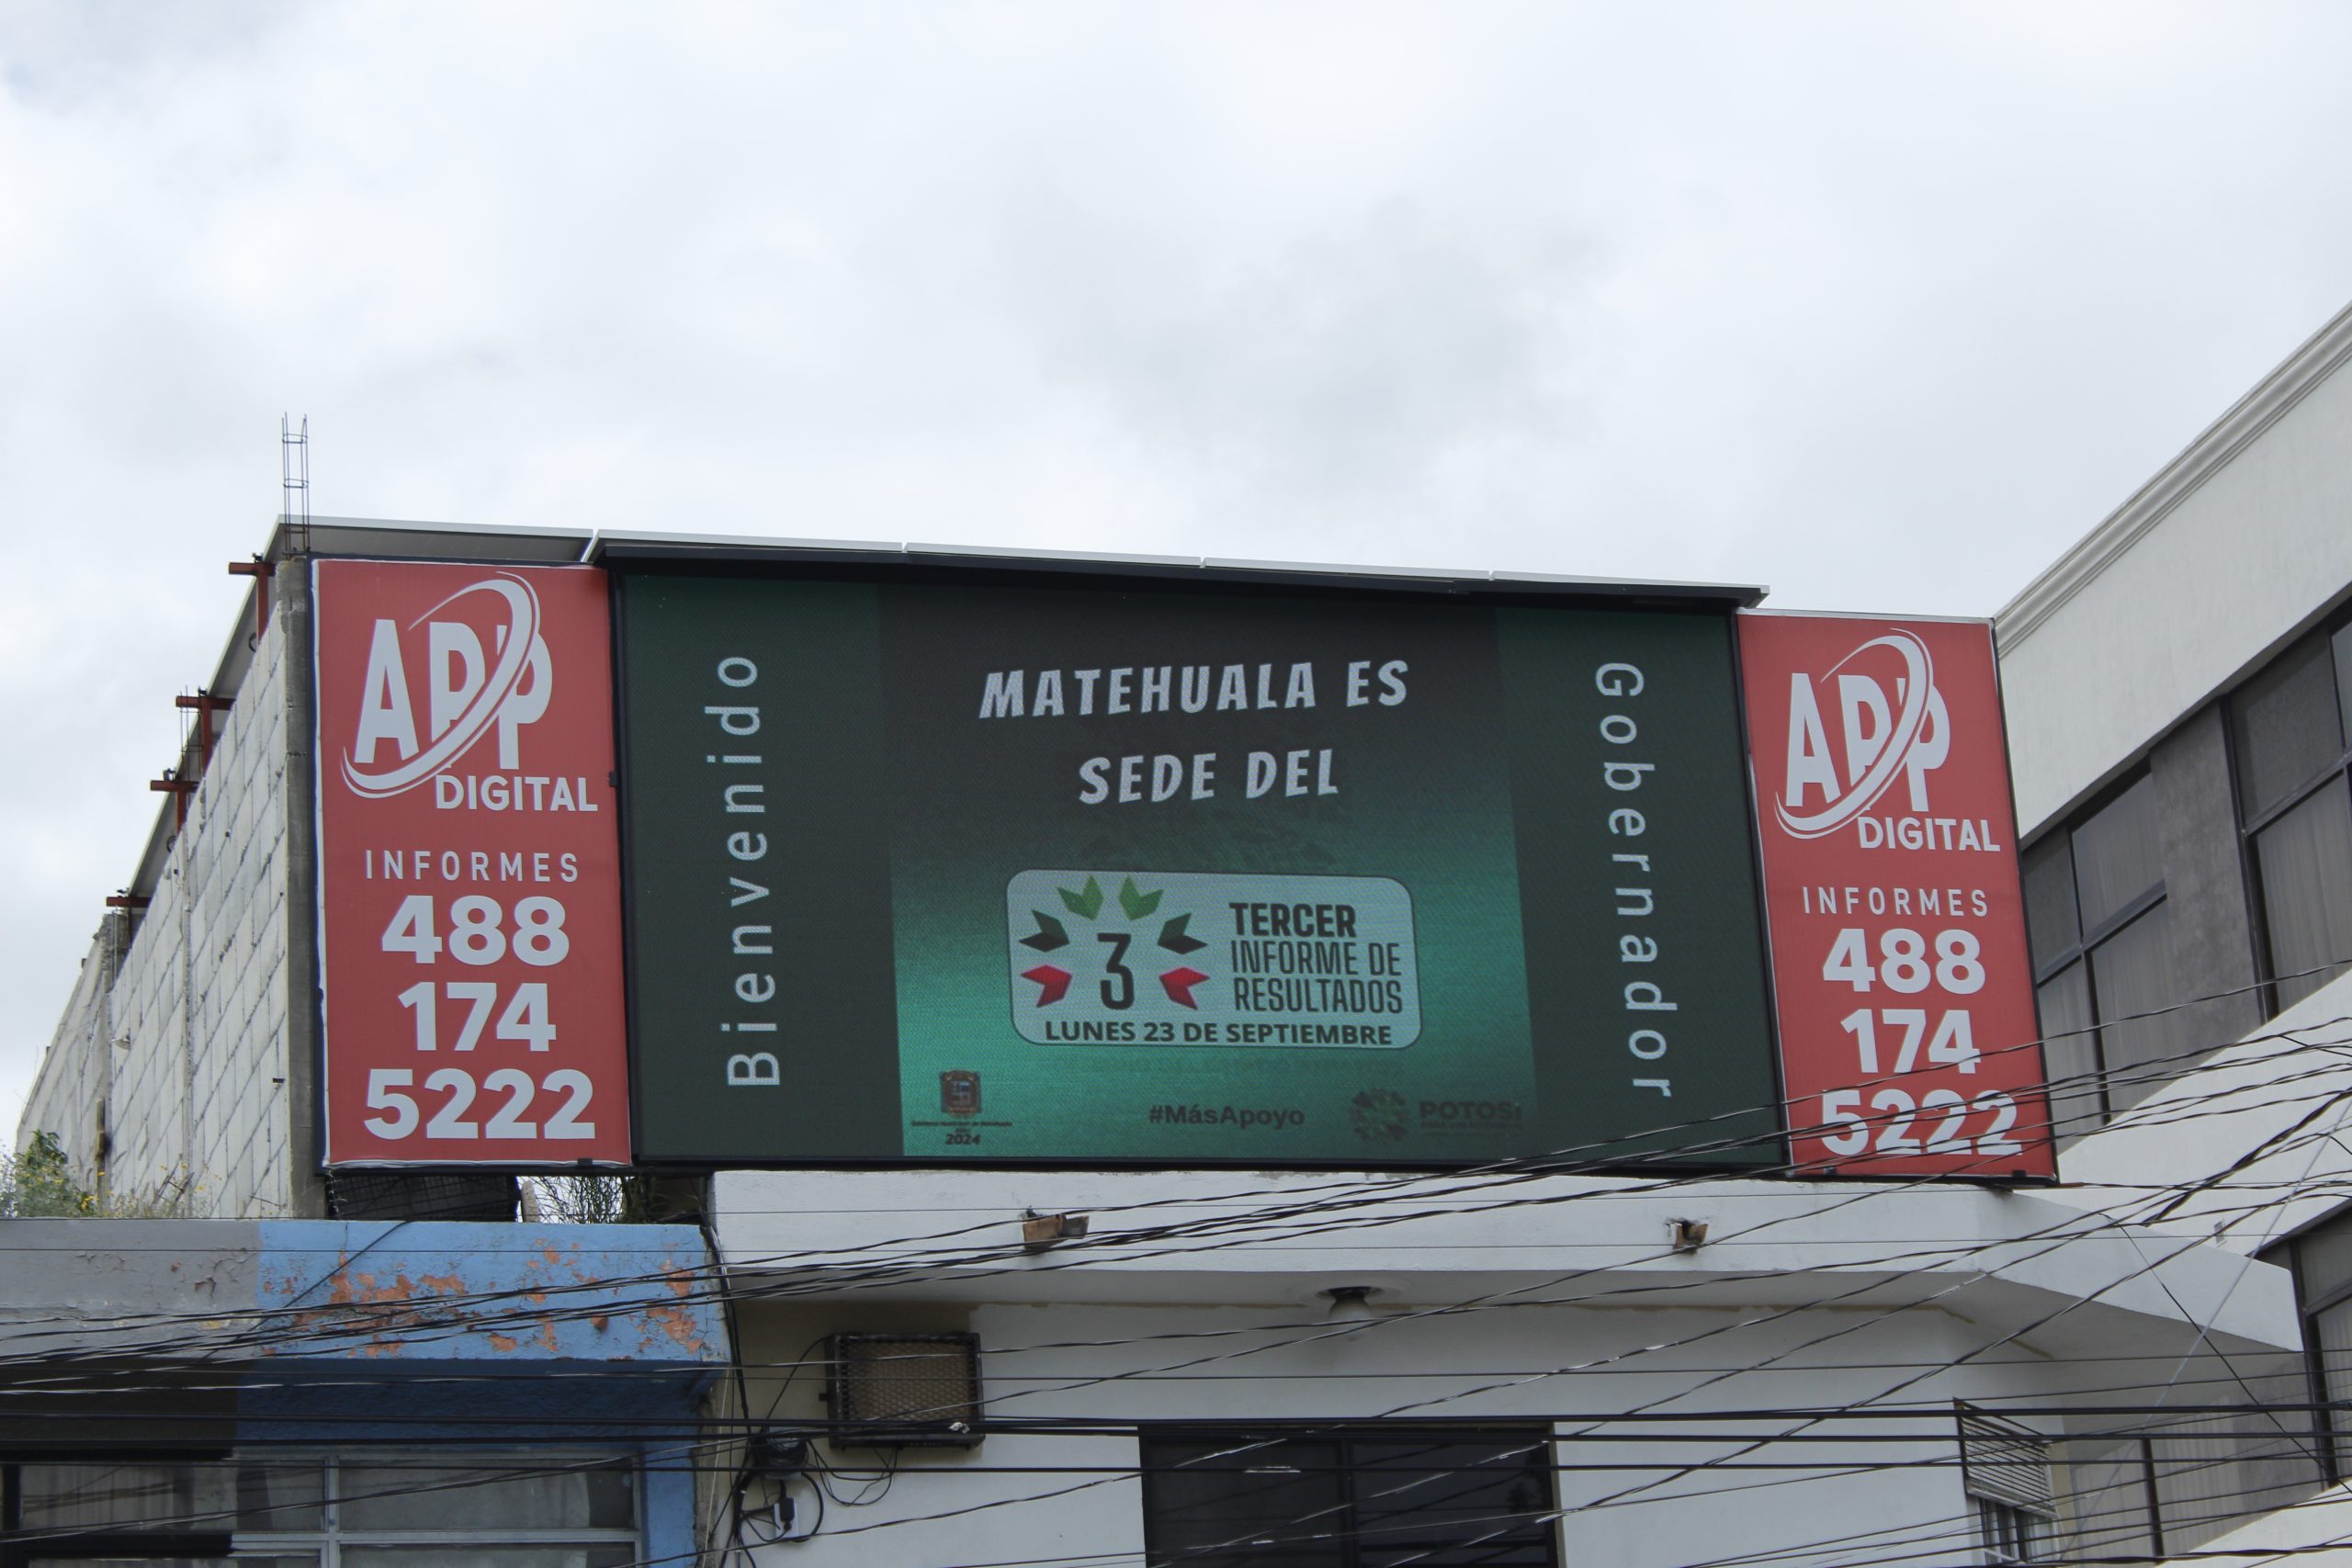 APP
DIGITAL
INFORMES
488
174
5222
Bienvenido
MATEHUALA ES
SEDE DEL
3
TERCER
INFORME DE
RESULTADOS
LUNES 23 DE SEPTIEMBRE
2024
#MásApoyo
POTOSÍ
Gobernador
APP
DIGITAL
INFORMES
488
174
5222